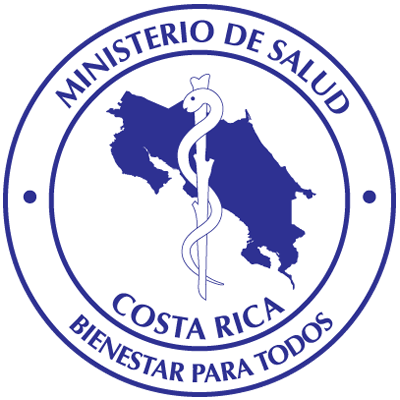 MINISTERIO DE SALUD
COSTA RICA
BIENESTAR PARA TODOS